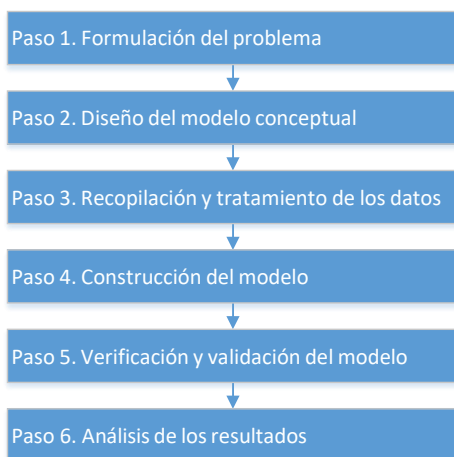 Paso 1. Formulación del problema
Paso 2. Diseño del modelo conceptual
Paso 3. Recopilación y tratamiento de los datos
Paso 4. Construcción del modelo
Paso 5. Verificación y validación del modelo
Paso 6. Análisis de los resultados